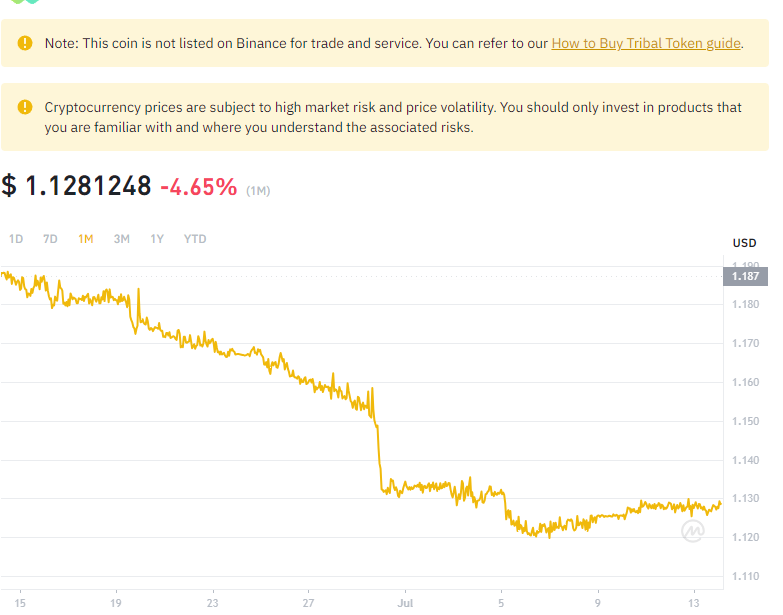 Note: This coin is not listed on Binance for trade and service. You can refer to our How to Buy Tribal Token guide.
Cryptocurrency prices are subject to high market risk and price volatility. You should only invest in products that
you are familiar with and where you understand the associated risks.
$ 1.1281248 -4.65% (1M)
1D 7D 1M 3M 1Y YTD
USD
1.190
1.187
1.180
1.170
1.160
1.150
1.140
1.130
1.120
1.110
15 19 23 27 Jul 5 9 13